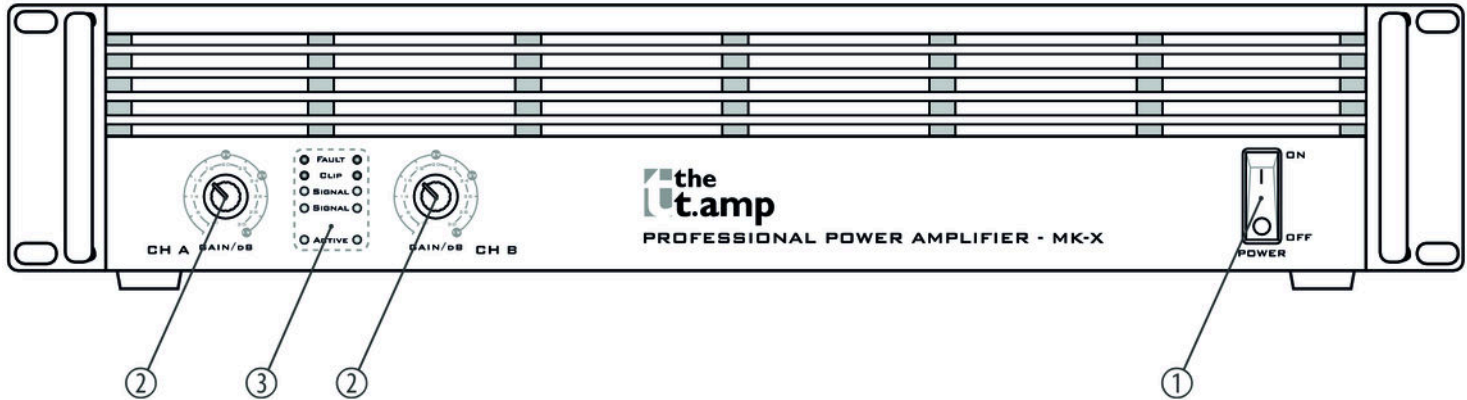 FAULT
CLIP
SIGNAL
SIGNAL
ACTIVE
CH A GAIN/DB
GAIN/DB CH B
the
t.amp
PROFESSIONAL POWER AMPLIFIER - MK-X
ON
OFF
POWER
2
3
2
1